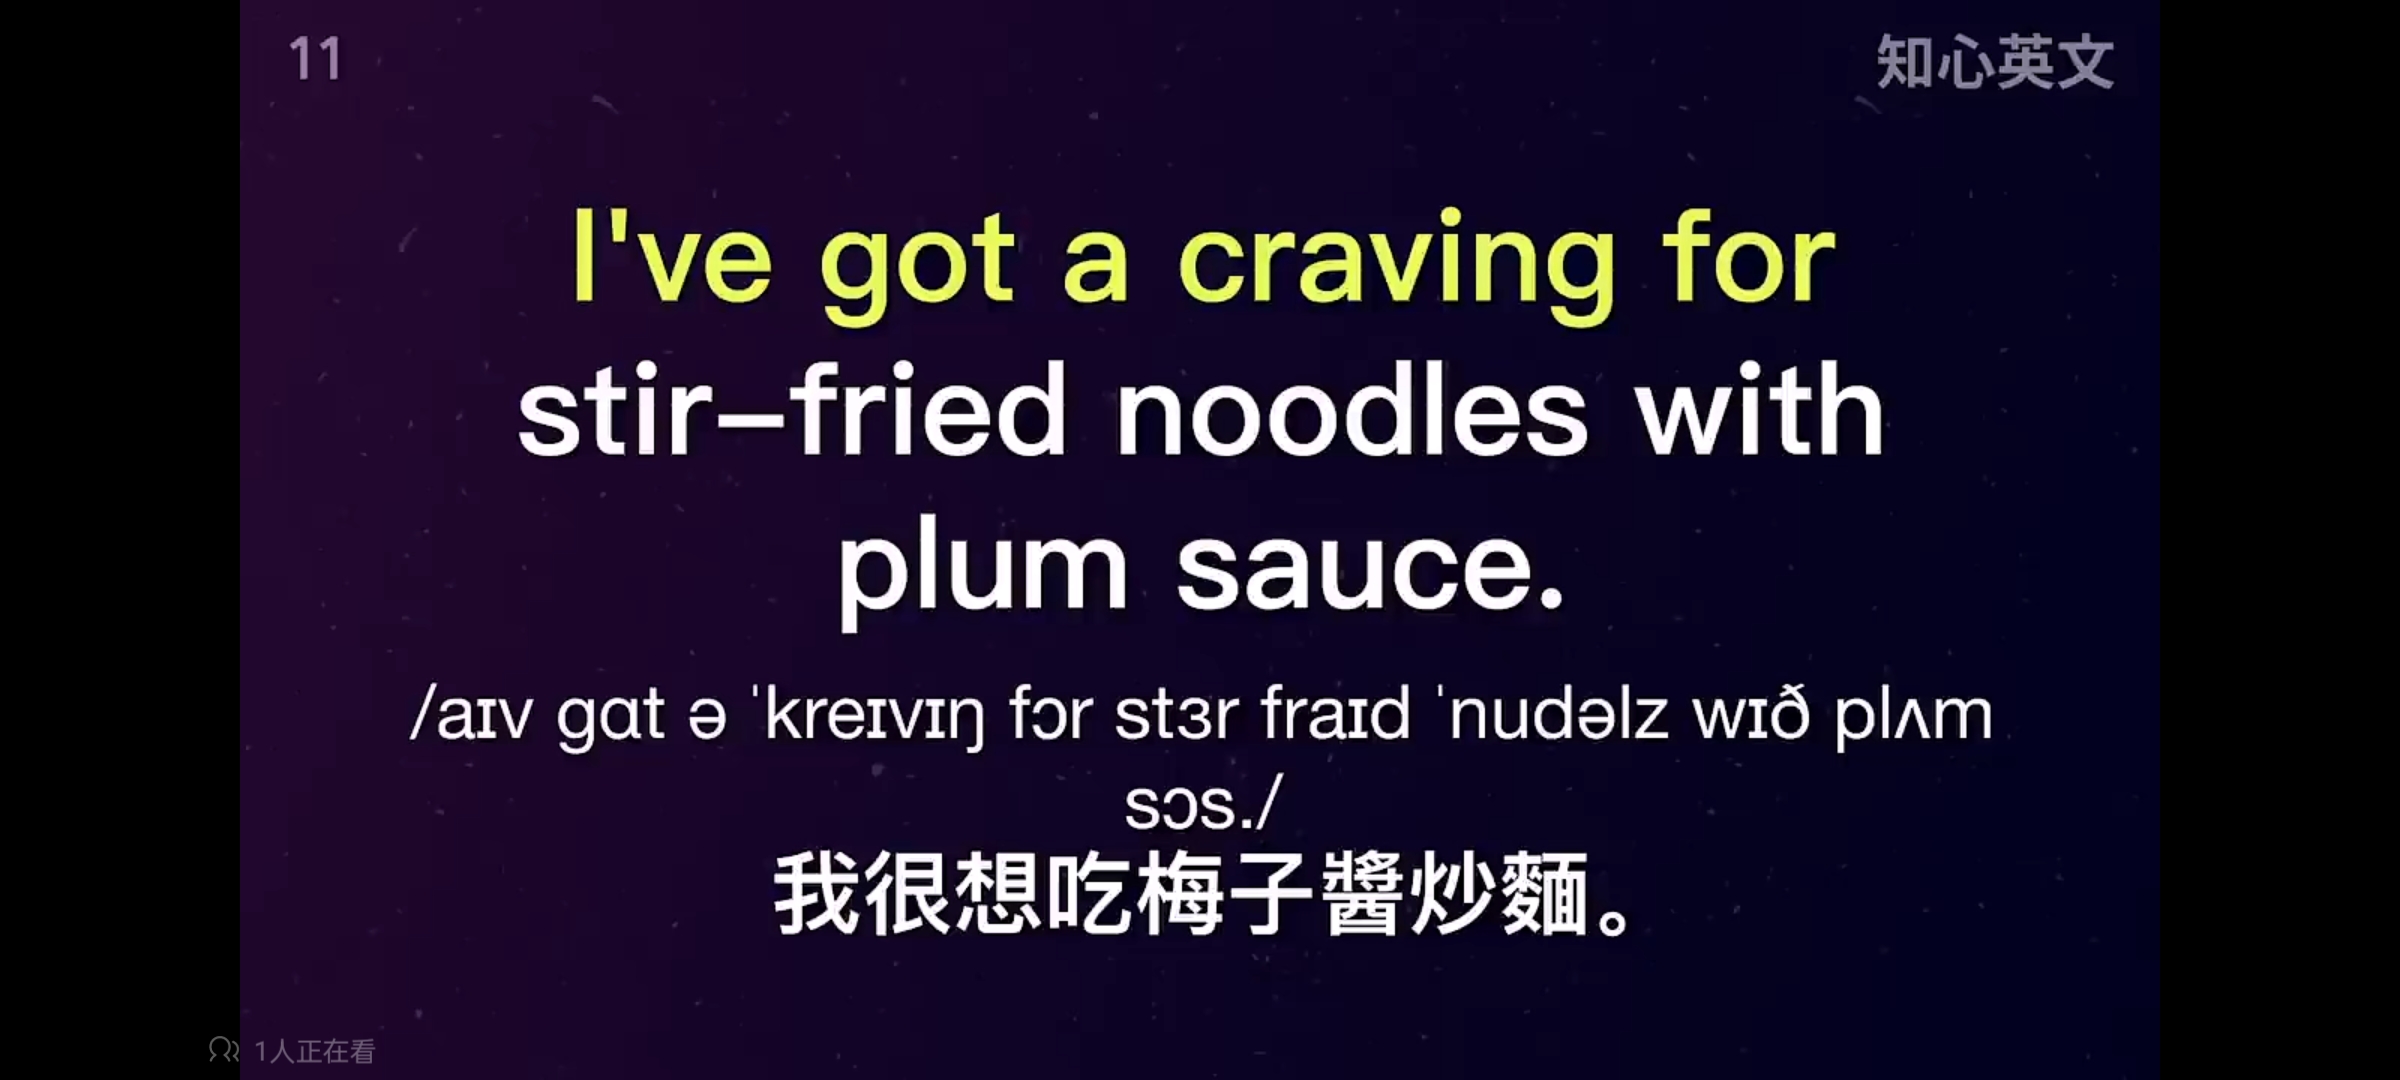 11
知心英文
I've got a craving for
stir-fried noodles with
plum sauce.
/aɪv gɑt ə ˈkreɪvɪŋ fɔr stɜr fraɪd ˈnudəlz wɪð plʌm
sɔs./
我很想吃梅子醬炒麵。
1人正在看